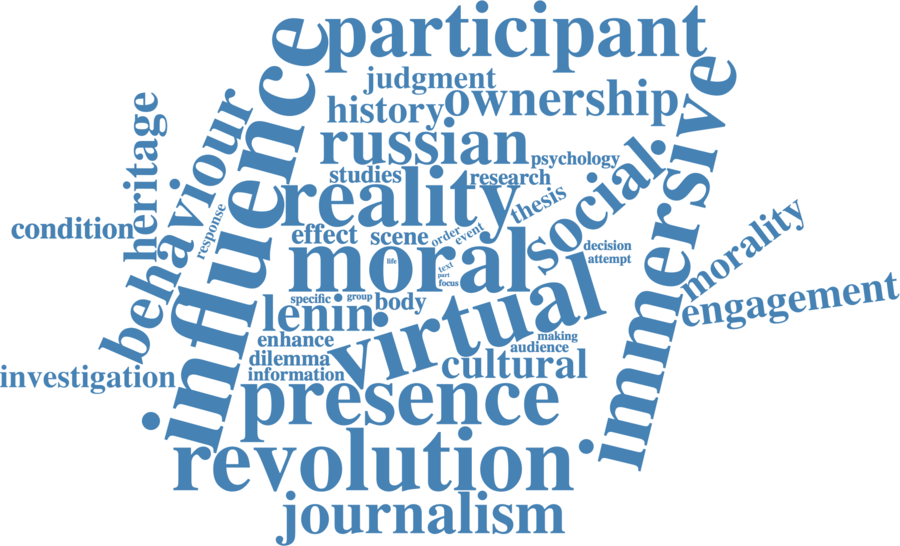 participant
influence
judgment
history
ownership
immersive
heritage
behaviour
russian
psychology
studies
reality
research
thesis
social
condition
response
effect
scene
order
event
decision
attempt
morality
moral
life
text
part
focus
engagement
specific
group
body
lenin
virtual
enhance
making
audience
dilemma
cultural
investigation
information
presence
revolution
journalism